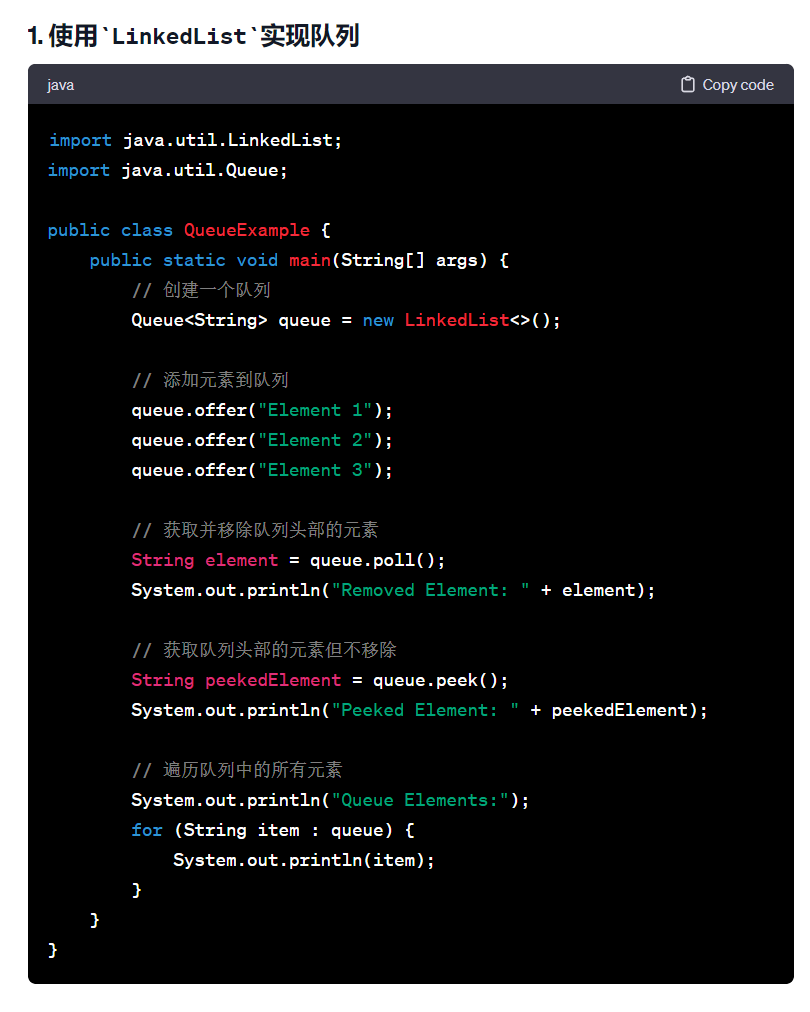 1. 使用`LinkedList`实现队列
java
Copy code
import java.util.LinkedList;
import java.util.Queue;
public class QueueExample {
    public static void main(String[] args) {
        // 创建一个队列
        Queue<String> queue = new LinkedList<>();
        // 添加元素到队列
        queue.offer("Element 1");
        queue.offer("Element 2");
        queue.offer("Element 3");
        // 获取并移除队列头部的元素
        String element = queue.poll();
        System.out.println("Removed Element: " + element);
        // 获取队列头部的元素但不移除
        String peekedElement = queue.peek();
        System.out.println("Peeked Element: " + peekedElement);
        // 遍历队列中的所有元素
        System.out.println("Queue Elements:");
        for (String item : queue) {
            System.out.println(item);
        }
    }
}